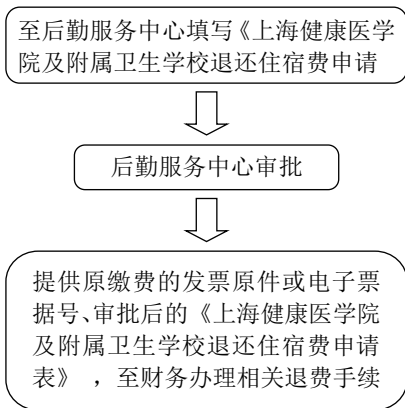 至后勤服务中心填写《上海健康医学
院及附属卫生学校退还住宿费申请
后勤服务中心审批
提供原缴费的发票原件或电子票
据号、审批后的《上海健康医学院
及附属卫生学校退还住宿费申请
表》 ，至财务办理相关退费手续